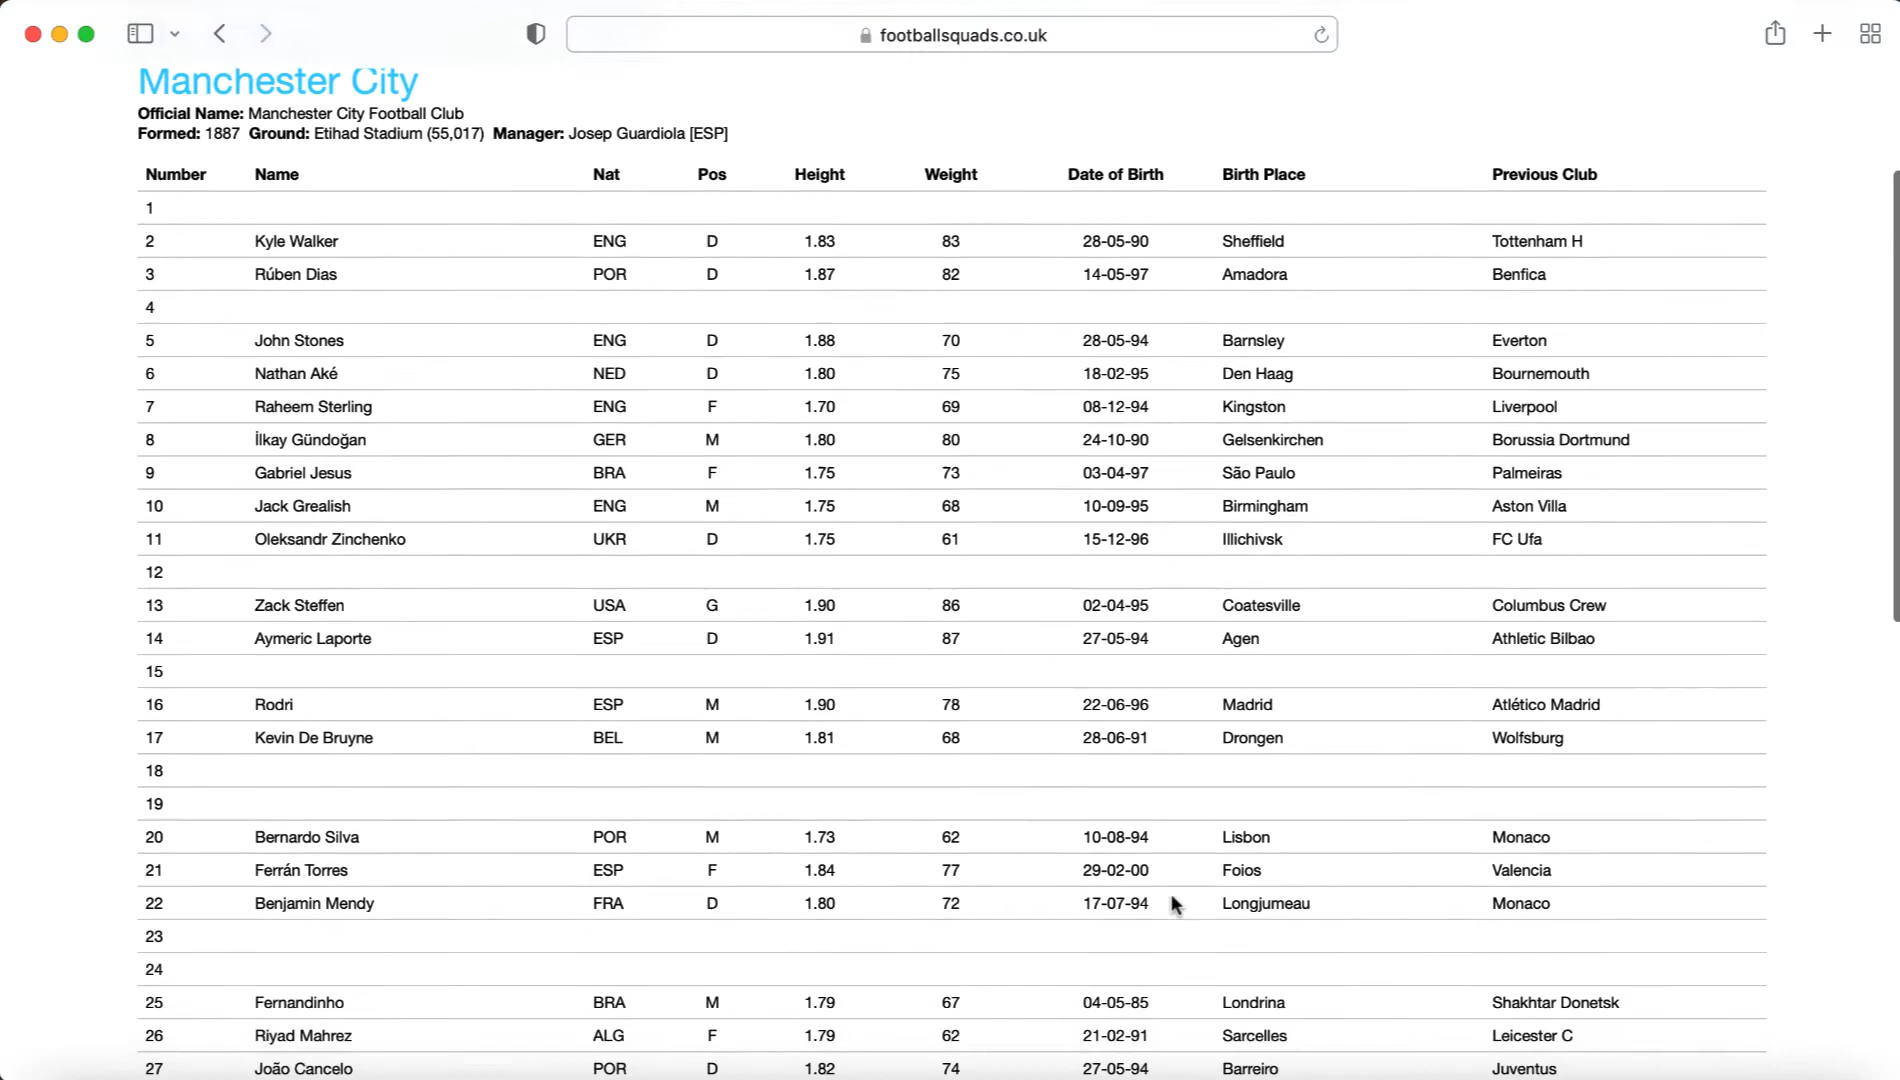 footballsquads.co.uk
Manchester City
Official Name: Manchester City Football Club
Formed: 1887 Ground: Etihad Stadium (55,017) Manager: Josep Guardiola [ESP]
Number Name Nat Pos Height Weight Date of Birth Birth Place Previous Club
1
2 Kyle Walker ENG D 1.83 83 28-05-90 Sheffield Tottenham H
3 Rúben Dias POR D 1.87 82 14-05-97 Amadora Benfica
4
5 John Stones ENG D 1.88 70 28-05-94 Barnsley Everton
6 Nathan Aké NED D 1.80 75 18-02-95 Den Haag Bournemouth
7 Raheem Sterling ENG F 1.70 69 08-12-94 Kingston Liverpool
8 İlkay Gündoğan GER M 1.80 80 24-10-90 Gelsenkirchen Borussia Dortmund
9 Gabriel Jesus BRA F 1.75 73 03-04-97 São Paulo Palmeiras
10 Jack Grealish ENG M 1.75 68 10-09-95 Birmingham Aston Villa
11 Oleksandr Zinchenko UKR D 1.75 61 15-12-96 Illichivsk FC Ufa
12
13 Zack Steffen USA G 1.90 86 02-04-95 Coatesville Columbus Crew
14 Aymeric Laporte ESP D 1.91 87 27-05-94 Agen Athletic Bilbao
15
16 Rodri ESP M 1.90 78 22-06-96 Madrid Atlético Madrid
17 Kevin De Bruyne BEL M 1.81 68 28-06-91 Drongen Wolfsburg
18
19
20 Bernardo Silva POR M 1.73 62 10-08-94 Lisbon Monaco
21 Ferrán Torres ESP F 1.84 77 29-02-00 Foios Valencia
22 Benjamin Mendy FRA D 1.80 72 17-07-94 Longjumeau Monaco
23
24
25 Fernandinho BRA M 1.79 67 04-05-85 Londrina Shakhtar Donetsk
26 Riyad Mahrez ALG F 1.79 62 21-02-91 Sarcelles Leicester C
27 João Cancelo POR D 1.82 74 27-05-94 Barreiro Juventus